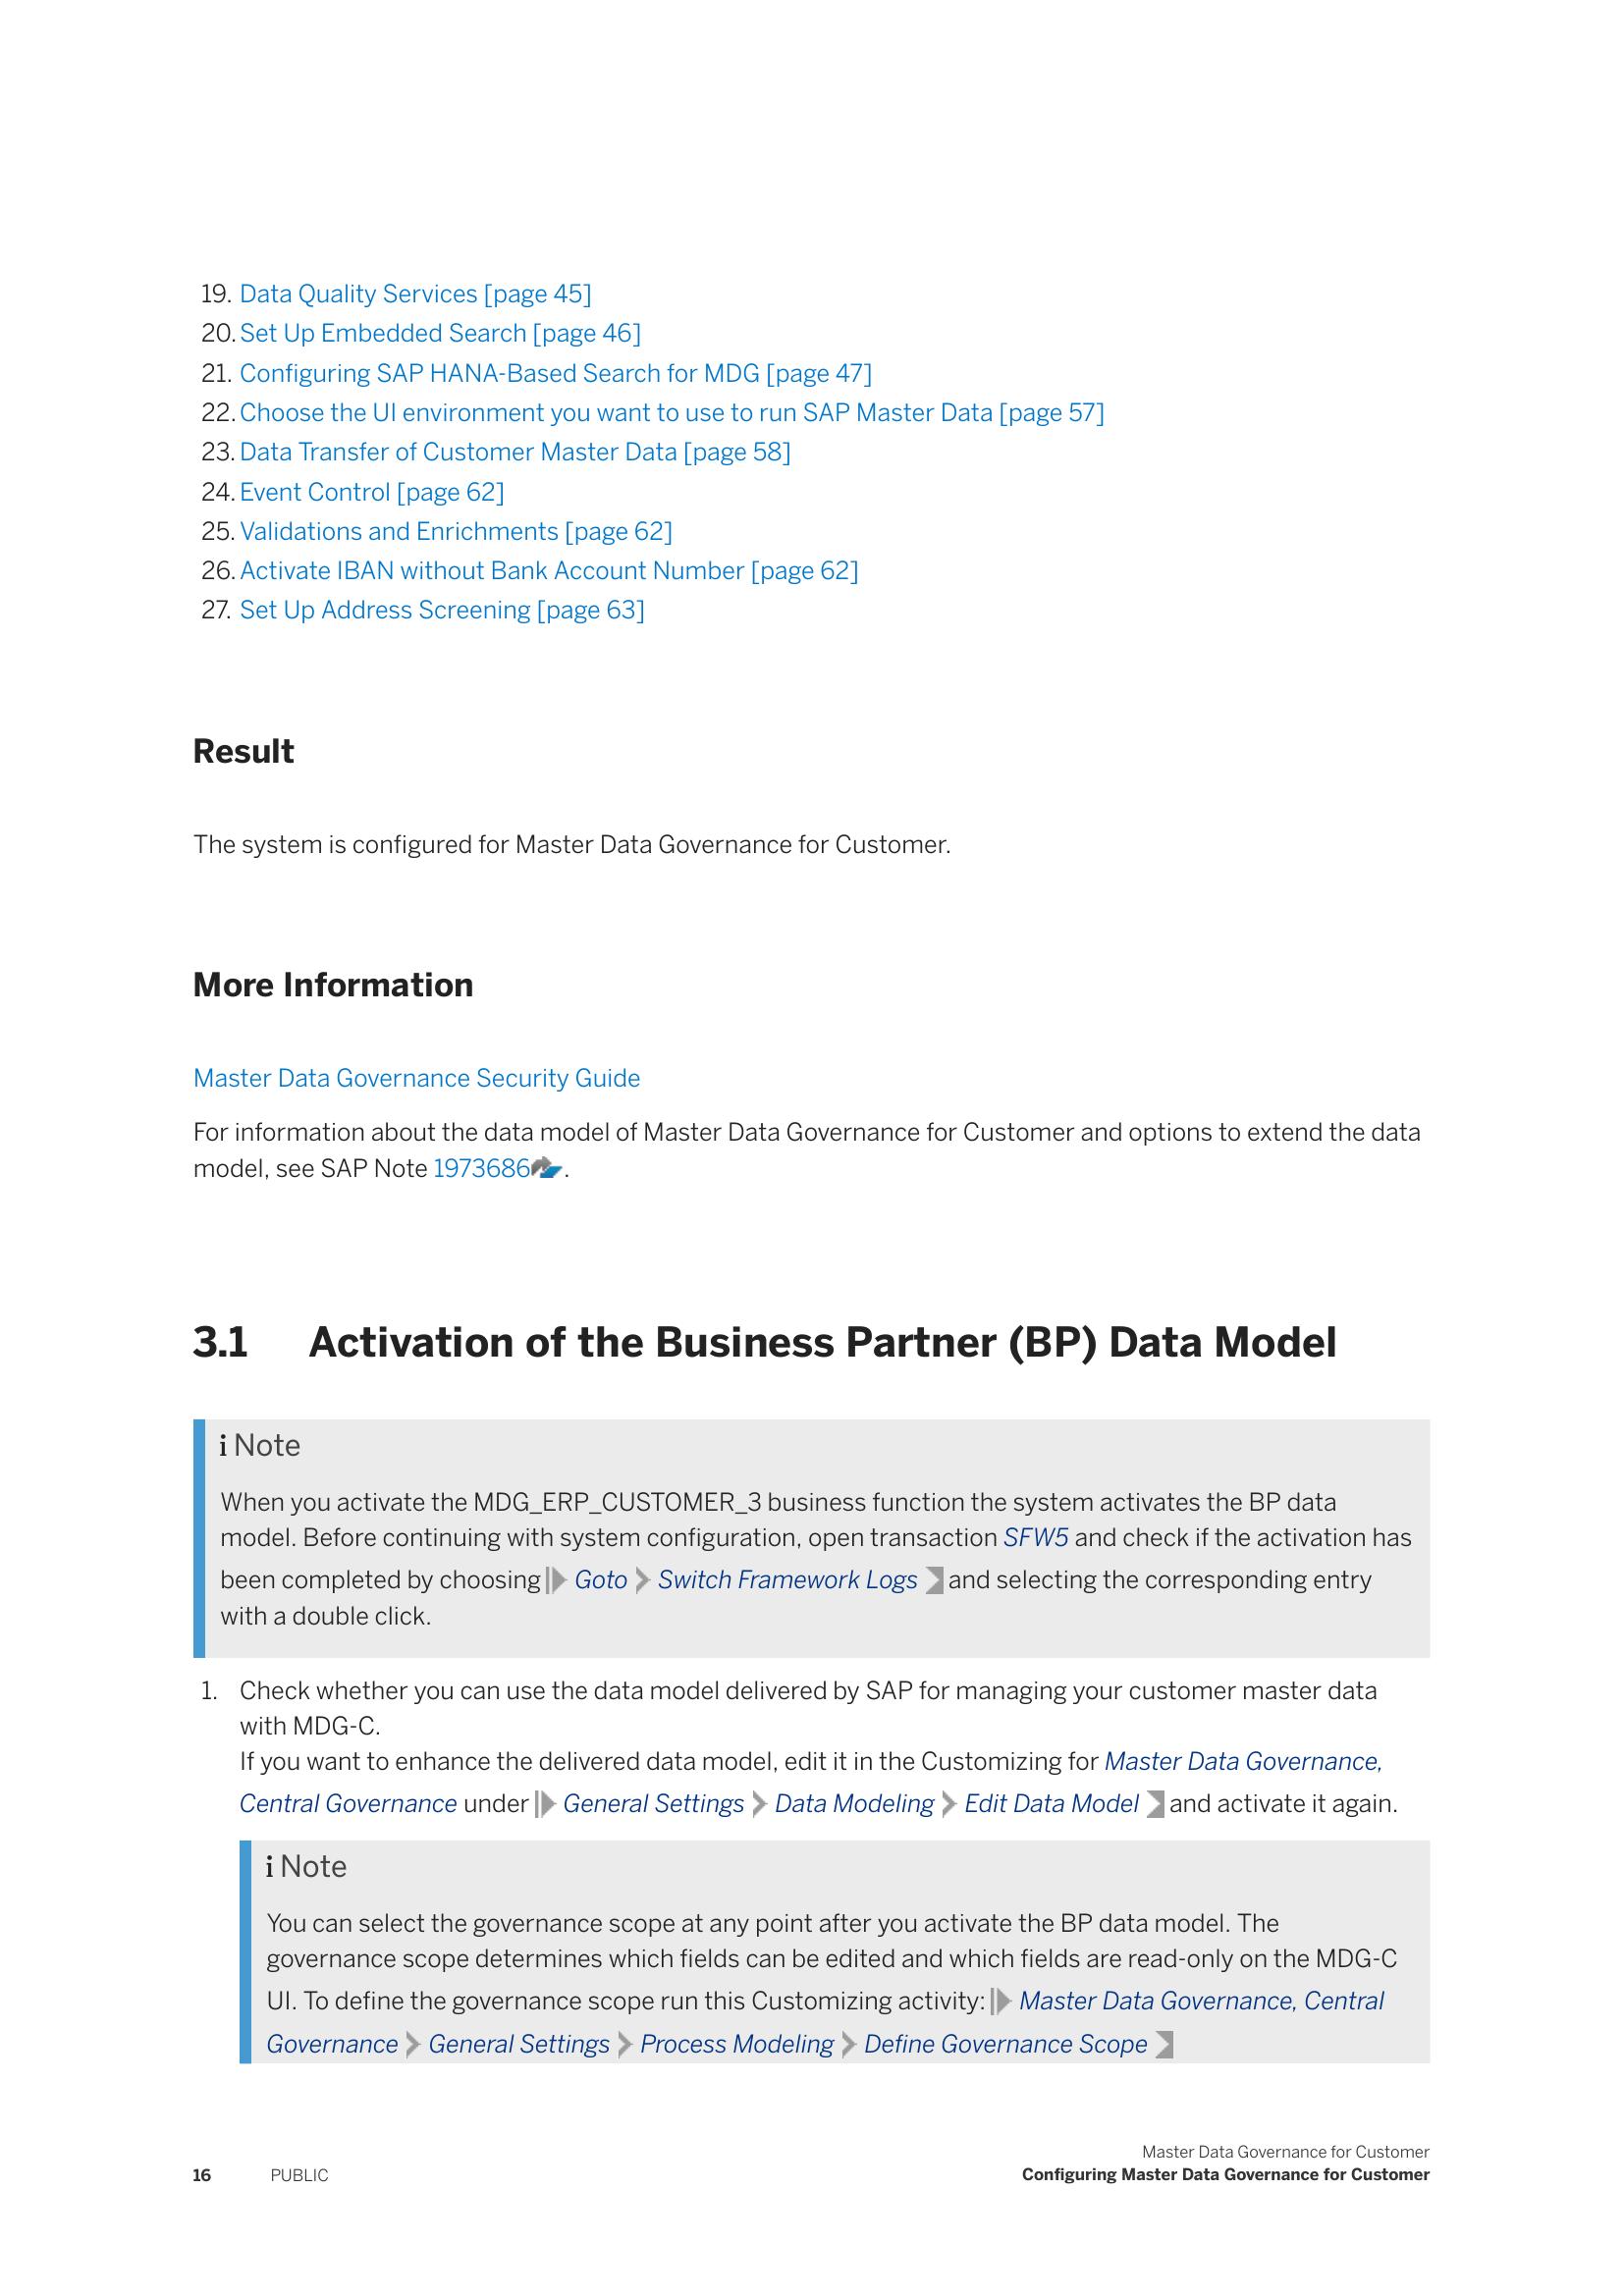 19. Data Quality Services [page 45]
20. Set Up Embedded Search [page 46]
21. Configuring SAP HANA-Based Search for MDG [page 47]
22. Choose the UI environment you want to use to run SAP Master Data [page 57]
23. Data Transfer of Customer Master Data [page 58]
24. Event Control [page 62]
25. Validations and Enrichments [page 62]
26. Activate IBAN without Bank Account Number [page 62]
27. Set Up Address Screening [page 63]
Result
The system is configured for Master Data Governance for Customer.
More Information
Master Data Governance Security Guide
For information about the data model of Master Data Governance for Customer and options to extend the data
model, see SAP Note 1973686.
3.1 Activation of the Business Partner (BP) Data Model
i Note
When you activate the MDG_ERP_CUSTOMER_3 business function the system activates the BP data
model. Before continuing with system configuration, open transaction SFW5 and check if the activation has
been completed by choosing Goto Switch Framework Logs and selecting the corresponding entry
with a double click.
1. Check whether you can use the data model delivered by SAP for managing your customer master data
with MDG-C.
If you want to enhance the delivered data model, edit it in the Customizing for Master Data Governance,
Central Governance under General Settings Data Modeling Edit Data Model and activate it again.
i Note
You can select the governance scope at any point after you activate the BP data model. The
governance scope determines which fields can be edited and which fields are read-only on the MDG-C
UI. To define the governance scope run this Customizing activity: Master Data Governance, Central
Governance General Settings Process Modeling Define Governance Scope
Master Data Governance for Customer
16 PUBLIC Configuring Master Data Governance for Customer